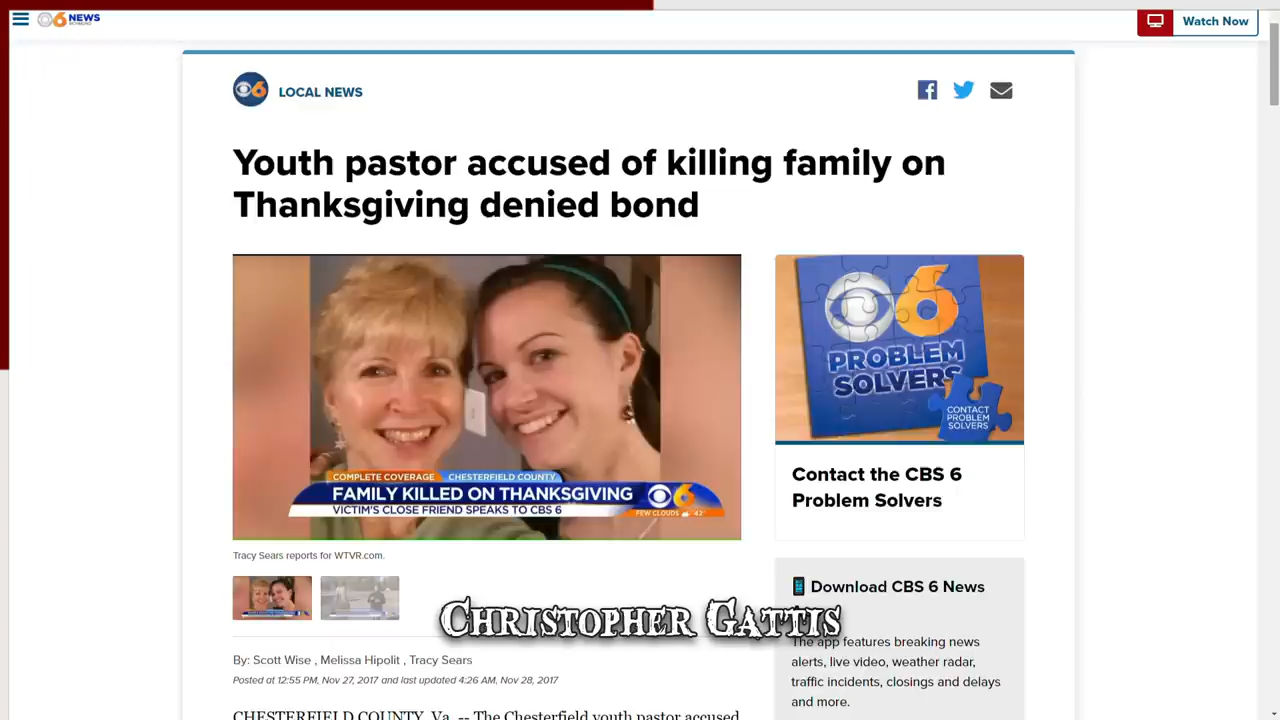 6 NEWS
RICHMOND
Watch Now
6
LOCAL NEWS
Youth pastor accused of killing family on
Thanksgiving denied bond
COMPLETE COVERAGE
CHESTERFIELD COUNTY
FAMILY KILLED ON THANKSGIVING
VICTIM'S CLOSE FRIEND SPEAKS TO CBS 6
6
FEW CLOUDS 42°
6
PROBLEM
SOLVERS
CONTACT
PROBLEM
SOLVERS
Contact the CBS 6
Problem Solvers
Tracy Sears reports for WTVR.com.
Download CBS 6 News
Christopher Gattis
The app features breaking news
alerts, live video, weather radar,
traffic incidents, closings and delays
and more.
By: Scott Wise , Melissa Hipolit , Tracy Sears
Posted at 12:55 PM, Nov 27, 2017 and last updated 4:26 AM, Nov 28, 2017
CHESTERFIELD COUNTY, Va. -- The Chesterfield youth pastor accused